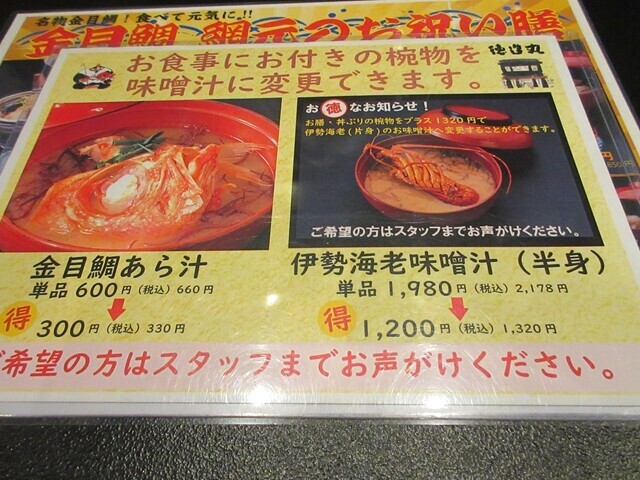 名物金目鯛！食べて元気に!!
金目鯛 網元のお祝い膳
お食事にお付きの椀物を
味噌汁に変更できます。
徳造丸
お徳なお知らせ！
お膳・丼ぶりの椀物をプラス1320円で
伊勢海老(片身)のお味噌汁へ変更することができます。
ご希望の方はスタッフまでお声がけください。
金目鯛あら汁
単品 600円（税込）660円
得 300円（税込）330円
伊勢海老味噌汁（半身）
単品 1,980円（税込）2,178円
得 1,200円（税込）1,320円
ご希望の方はスタッフまでお声がけください。